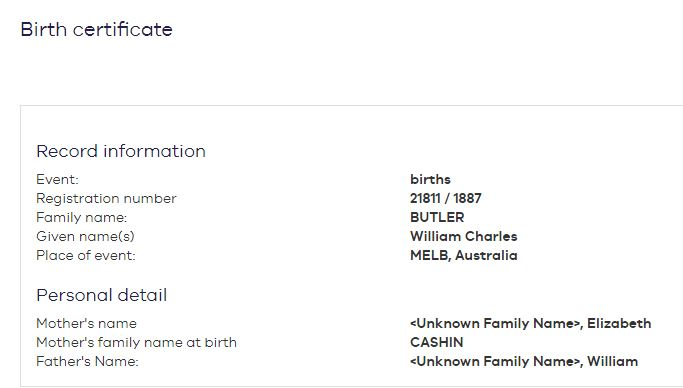 Birth certificate
Record information
Event: births
Registration number 21811 / 1887
Family name: BUTLER
Given name(s) William Charles
Place of event: MELB, Australia
Personal detail
Mother's name <Unknown Family Name>, Elizabeth
Mother's family name at birth CASHIN
Father's Name: <Unknown Family Name>, William